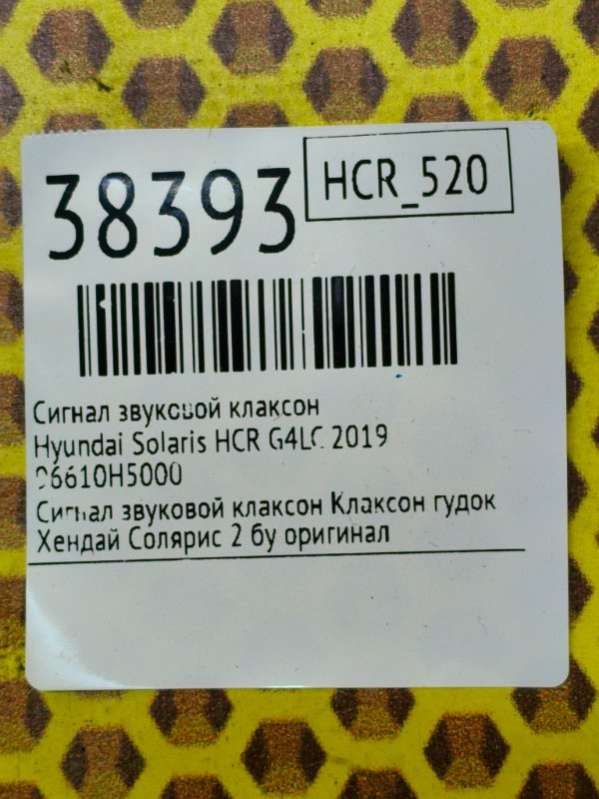 38393
HCR_520
Сигнал звуковой клаксон
Hyundai Solaris HCR G4LC 2019
96610H5000
Сигнал звуковой клаксон Клаксон гудок
Хендай Солярис 2 бу оригинал